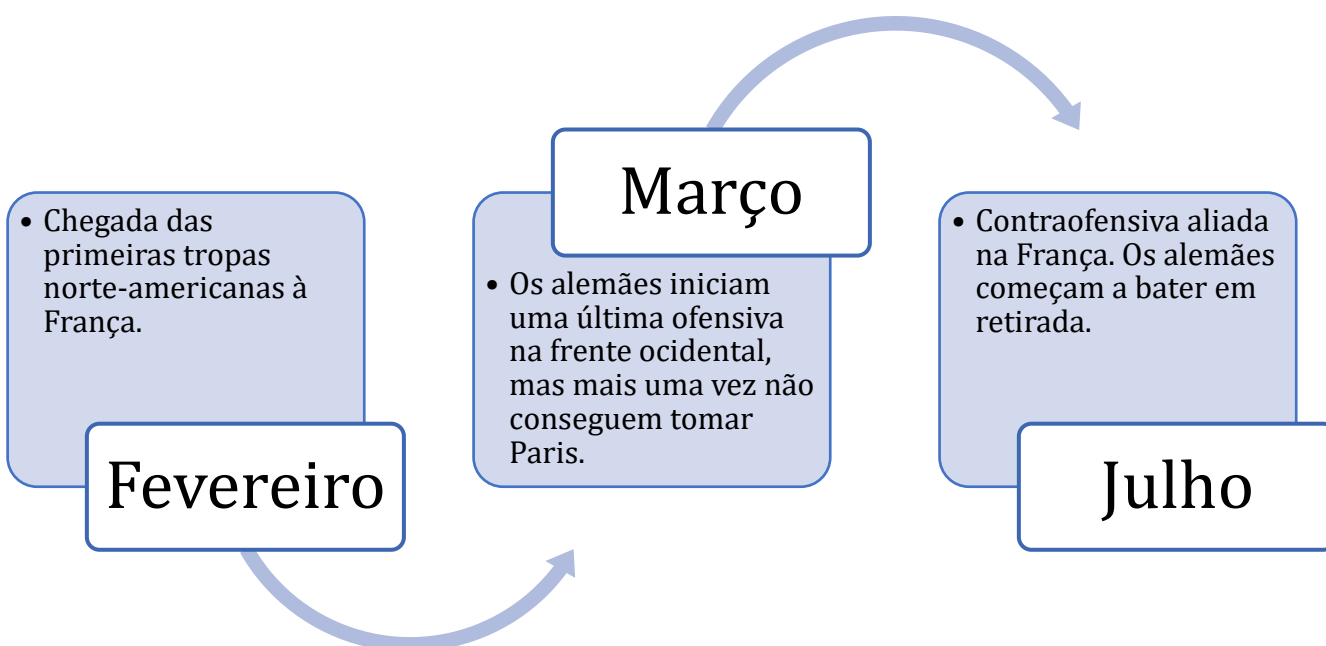 • Chegada das
primeiras tropas
norte-americanas à
França.
Fevereiro
Março
• Os alemães iniciam
uma última ofensiva
na frente ocidental,
mas mais uma vez não
conseguem tomar
Paris.
• Contraofensiva aliada
na França. Os alemães
começam a bater em
retirada.
Julho